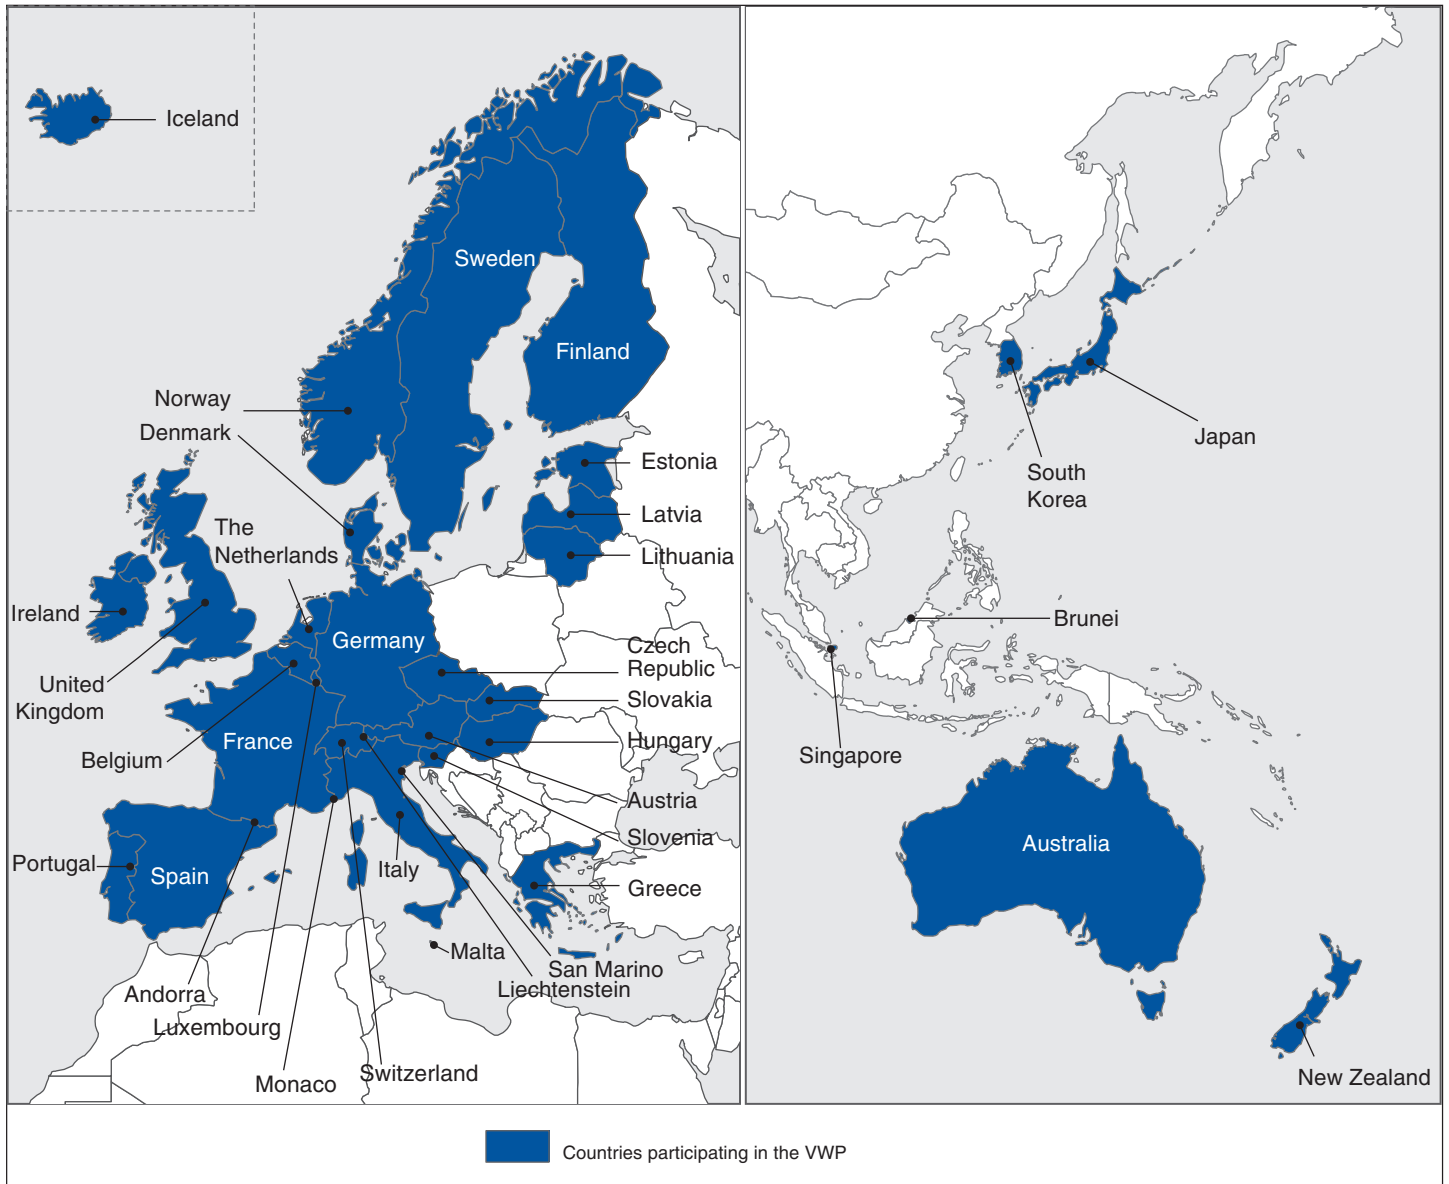 Iceland
Sweden
Finland
Norway
Denmark
Estonia
Latvia
Lithuania
The
Netherlands
Ireland
Germany
United
Kingdom
Czech
Republic
Slovakia
Hungary
France
Belgium
Austria
Slovenia
Portugal
Spain
Italy
Greece
Malta
San Marino
Liechtenstein
Andorra
Luxembourg
Switzerland
Monaco
Japan
South
Korea
Brunei
Singapore
Australia
New Zealand
Countries participating in the VWP